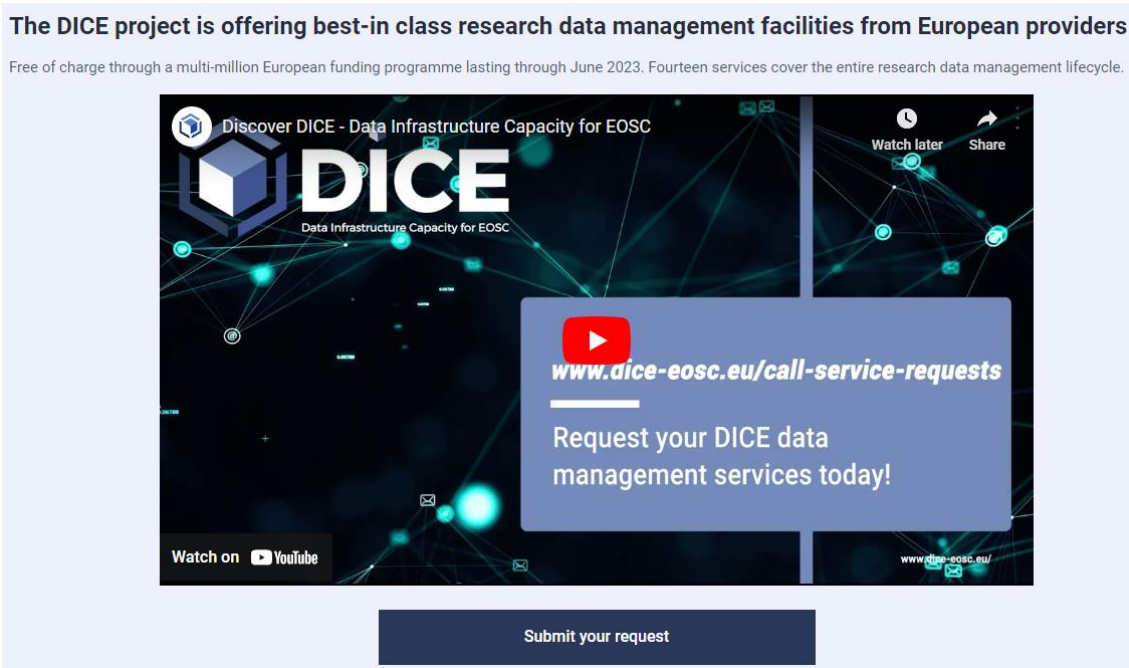 The DICE project is offering best-in class research data management facilities from European providers
Free of charge through a multi-million European funding programme lasting through June 2023. Fourteen services cover the entire research data management lifecycle.
Discover DICE - Data Infrastructure Capacity for EOSC
Watch later
Share
DICE
Data Infrastructure Capacity for EOSC
www.dice-eosc.eu/call-service-requests
Request your DICE data
management services today!
Watch on YouTube
www.dice-eosc.eu/
Submit your request